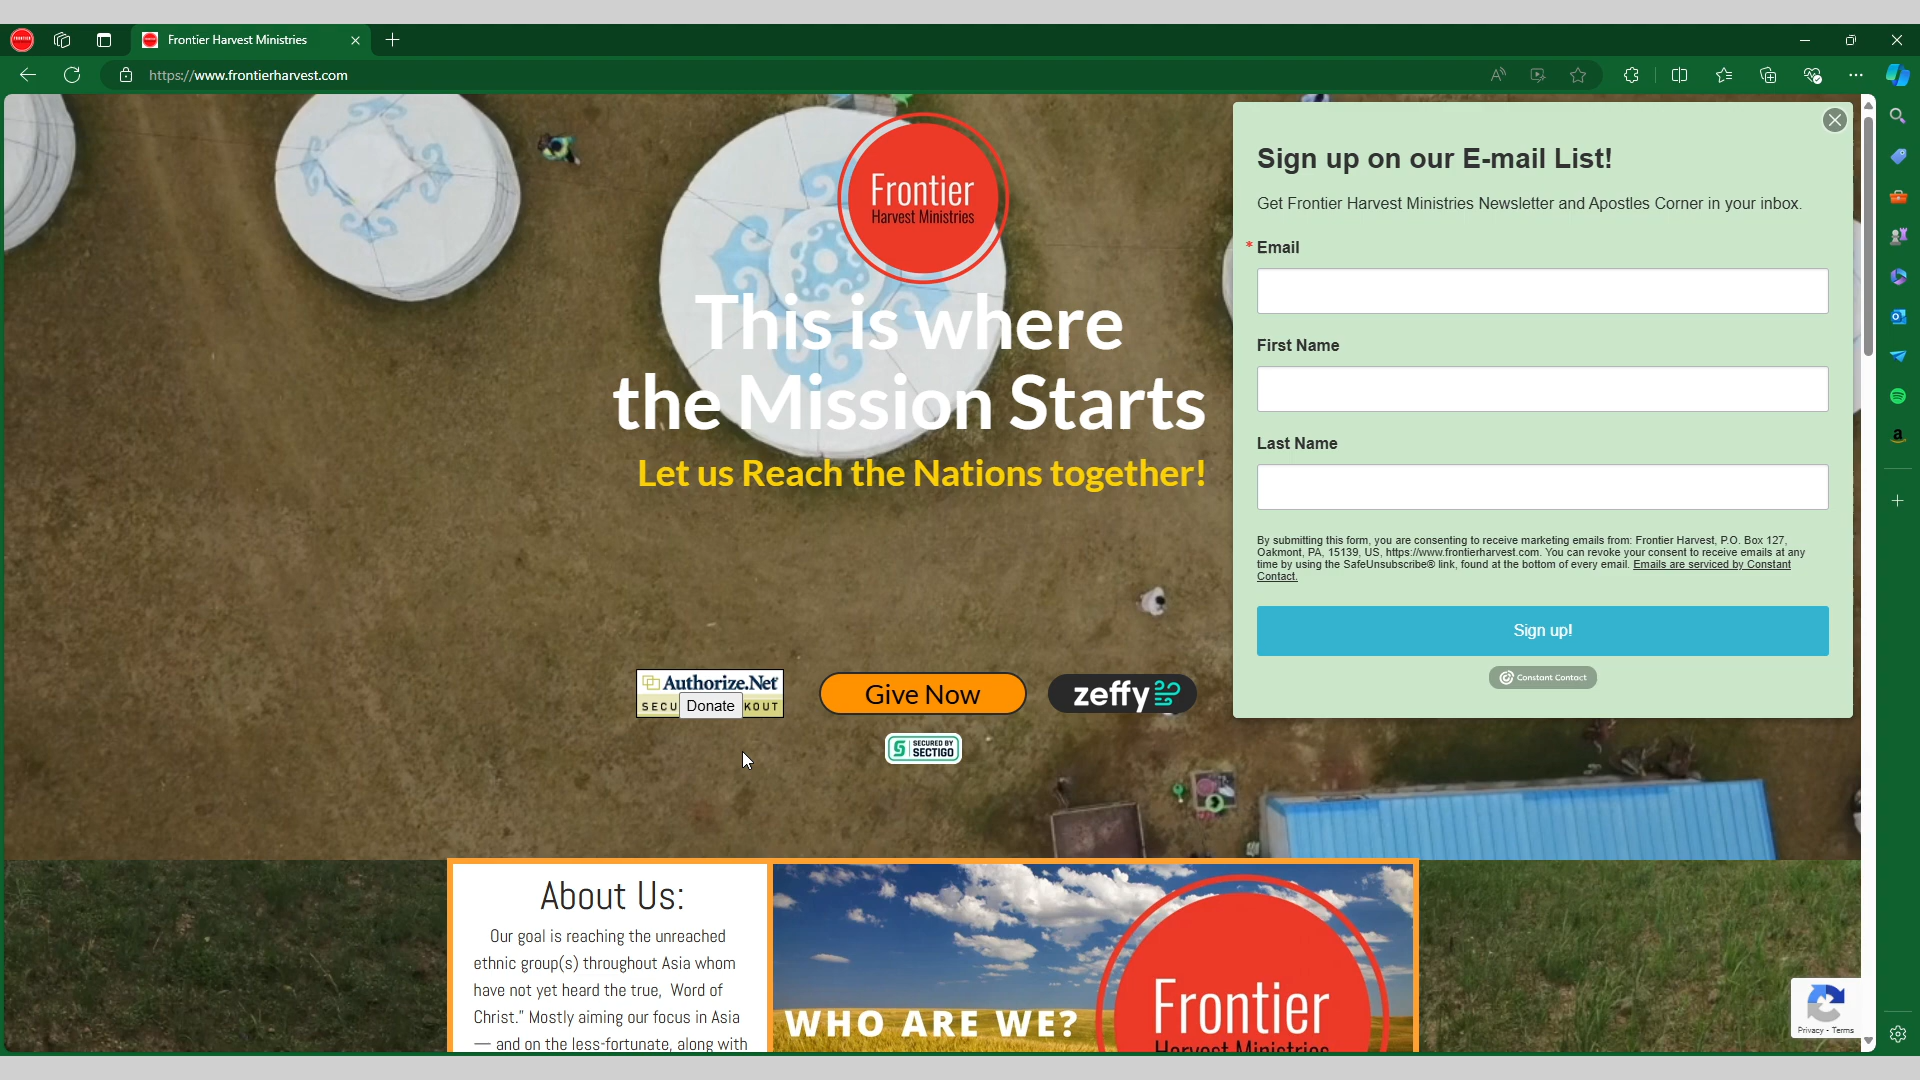 Frontier Harvest Ministries
https://www.frontierharvest.com
Frontier
Harvest Ministries
This is where
the Mission Starts
Let us Reach the Nations together!
Authorize.Net
SECU
Donate
KOUT
Give Now
zeffy
SECURED BY
SECTIGO
Sign up on our E-mail List!
Get Frontier Harvest Ministries Newsletter and Apostles Corner in your inbox.
* Email
First Name
Last Name
By submitting this form, you are consenting to receive marketing emails from: Frontier Harvest, P.O. Box 127,
Oakmont, PA, 15139, US, https://www.frontierharvest.com. You can revoke your consent to receive emails at any
time by using the SafeUnsubscribe® link, found at the bottom of every email. Emails are serviced by Constant
Contact.
Sign up!
Constant Contact
About Us:
Our goal is reaching the unreached
ethnic group(s) throughout Asia whom
have not yet heard the true, Word of
Christ." Mostly aiming our focus in Asia
— and on the less-fortunate, along with
WHO ARE WE?
Frontier
Harvest Ministries
Privacy - Terms